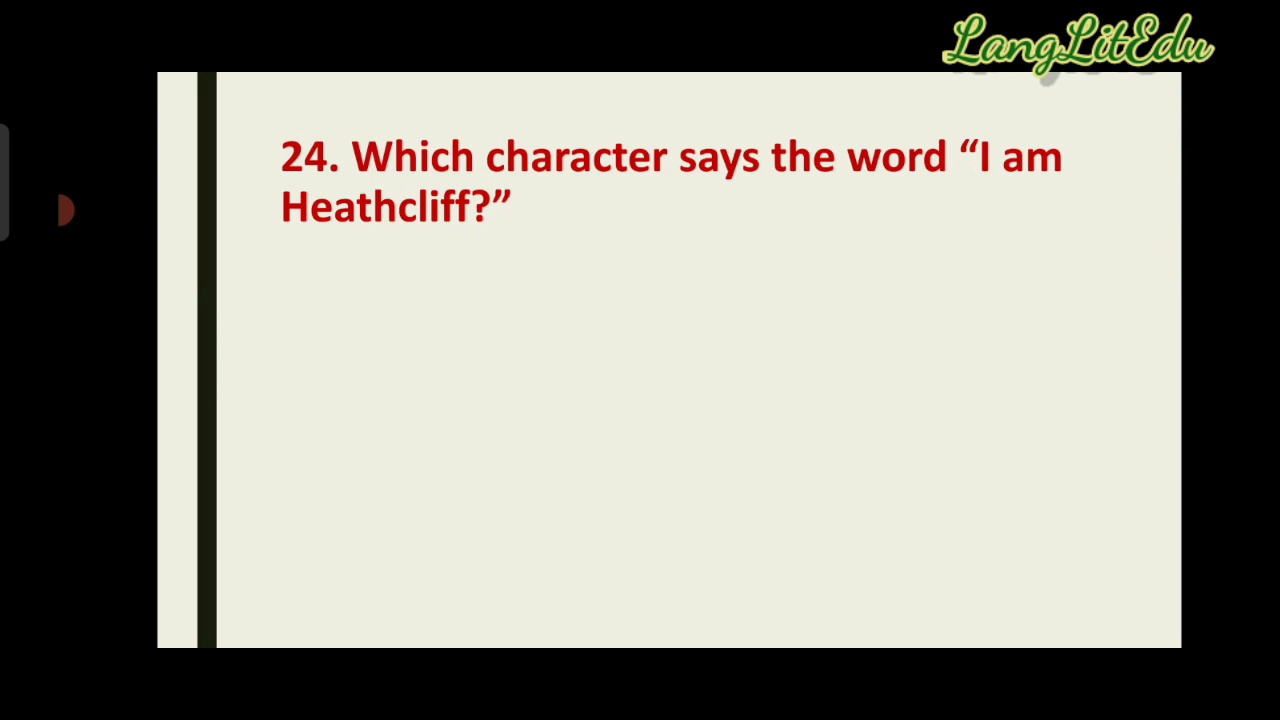 LangLitEdu
24. Which character says the word “I am
Heathcliff?”